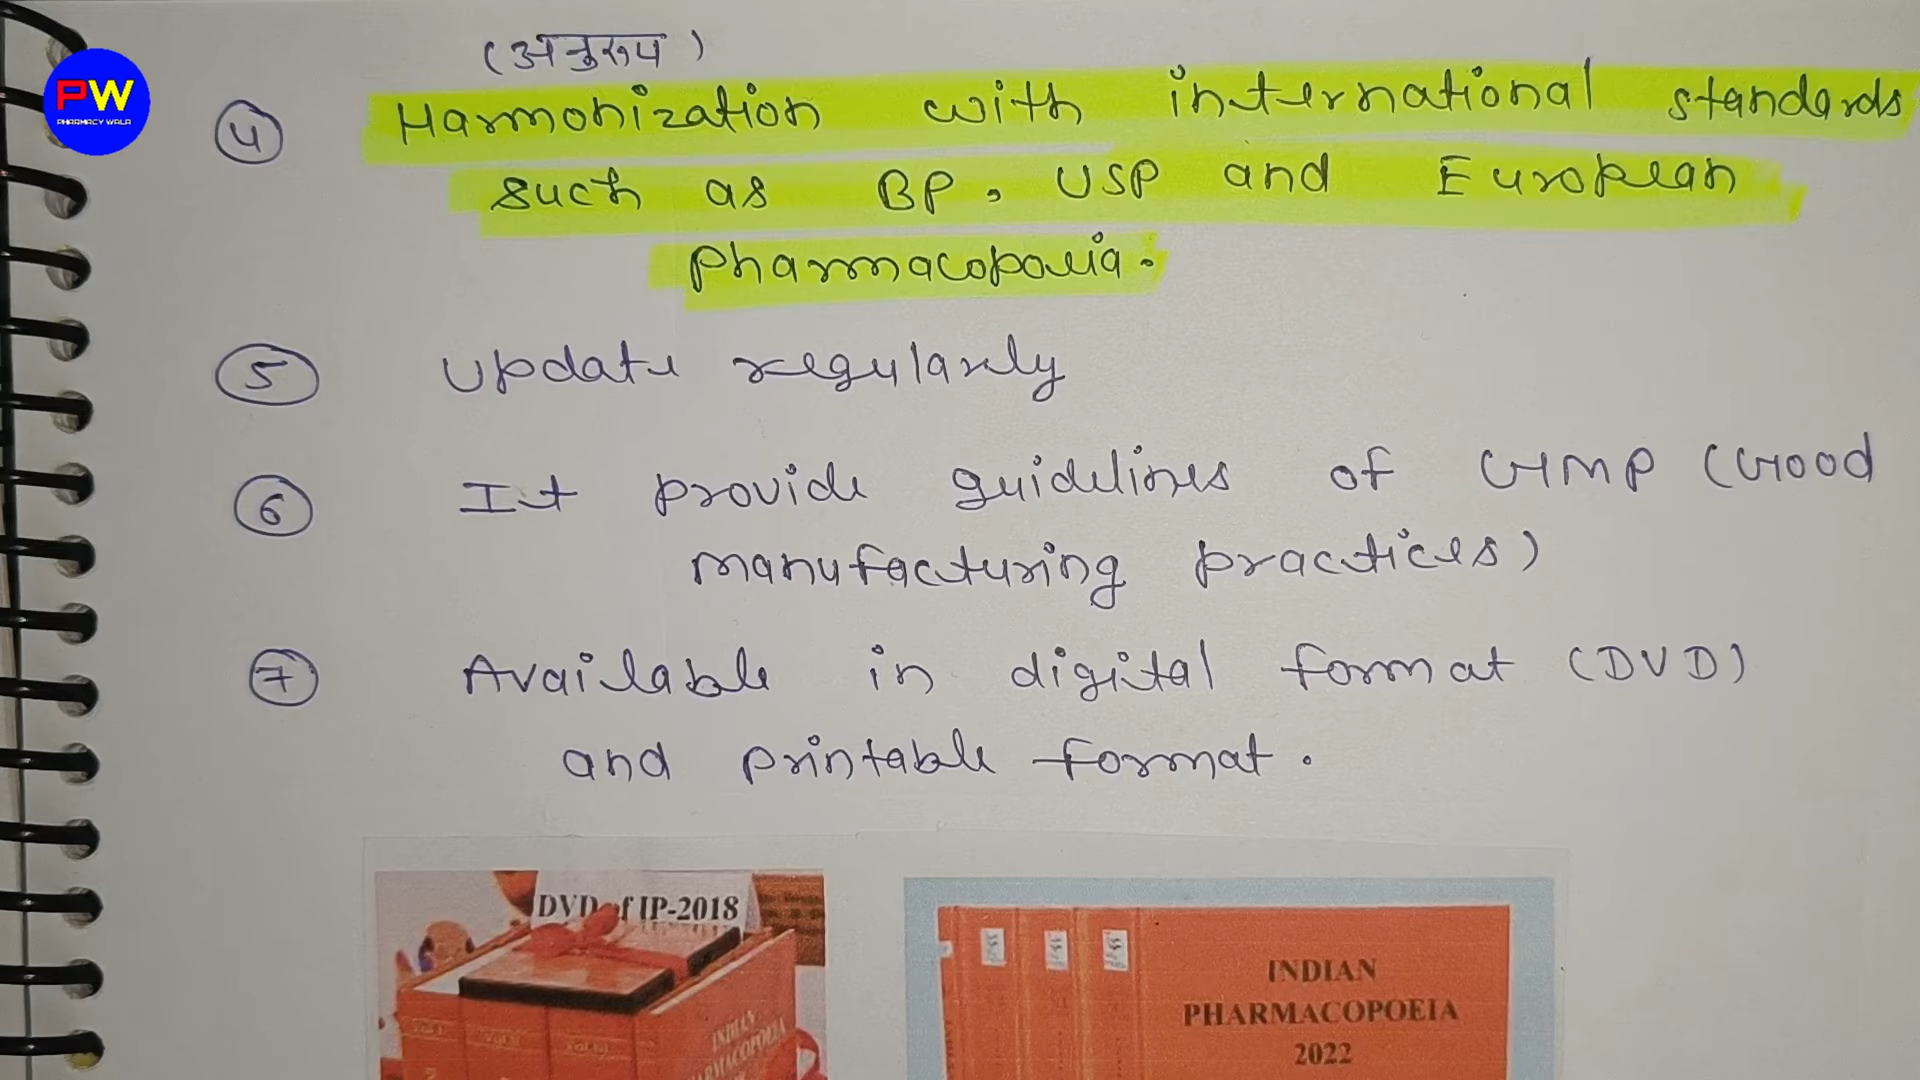 PW
PHARMACY WALA
(अनुरूप)
④ Harmonization with international standards
such as BP, USP and European
pharmacopoeia.
⑤ Update regularly
⑥ It provide guidelines of GMP (Good
manufacturing practices)
⑦ Available in digital format (DVD)
and printable format.
DVD of IP-2018
INDIAN
PHARMACOPOEIA
INDIAN
PHARMACOPOEIA
2022